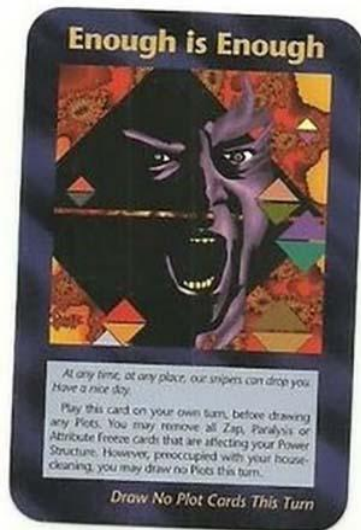 Enough is Enough
At any time, at any place, our snipers can drop you.
Have a nice day.
Play this card on your own turn, before drawing
any Plots. You may remove all Zap, Paralysis or
Attribute Freeze cards that are affecting your Power
Structure. However, preoccupied with your house-
cleaning, you may draw no Plots this turn.
Draw No Plot Cards This Turn